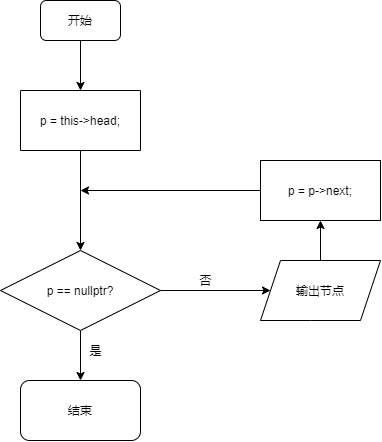 开始
p = this->head;
p = p->next;
p == nullptr?
否
输出节点
是
结束